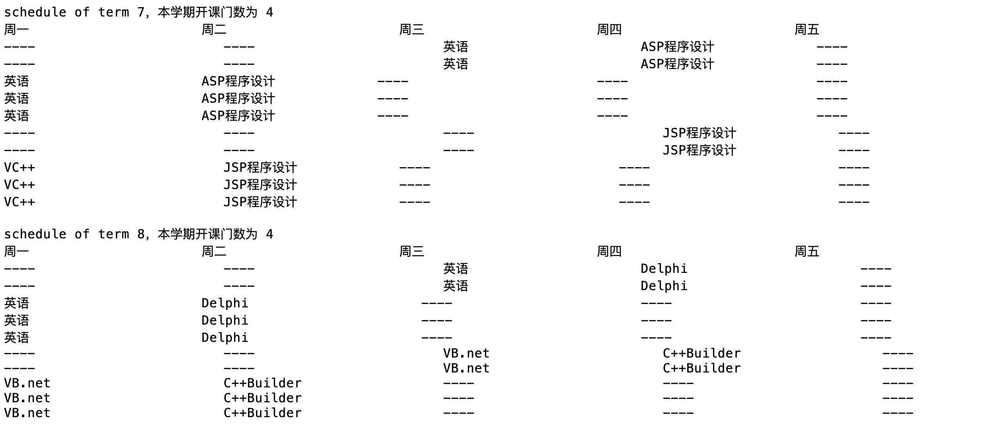 schedule of term 7，本学期开课门数为 4
周一 周二 周三 周四 周五
---- ---- 英语 ASP程序设计 ----
---- ---- 英语 ASP程序设计 ----
英语 ASP程序设计 ---- ---- ----
英语 ASP程序设计 ---- ---- ----
英语 ASP程序设计 ---- ---- ----
---- ---- ---- JSP程序设计 ----
---- ---- ---- JSP程序设计 ----
VC++ JSP程序设计 ---- ---- ----
VC++ JSP程序设计 ---- ---- ----
VC++ JSP程序设计 ---- ---- ----
schedule of term 8，本学期开课门数为 4
周一 周二 周三 周四 周五
---- ---- 英语 Delphi ----
---- ---- 英语 Delphi ----
英语 Delphi ---- ---- ----
英语 Delphi ---- ---- ----
英语 Delphi ---- ---- ----
---- ---- VB.net C++Builder ----
---- ---- VB.net C++Builder ----
VB.net C++Builder ---- ---- ----
VB.net C++Builder ---- ---- ----
VB.net C++Builder ---- ---- ----